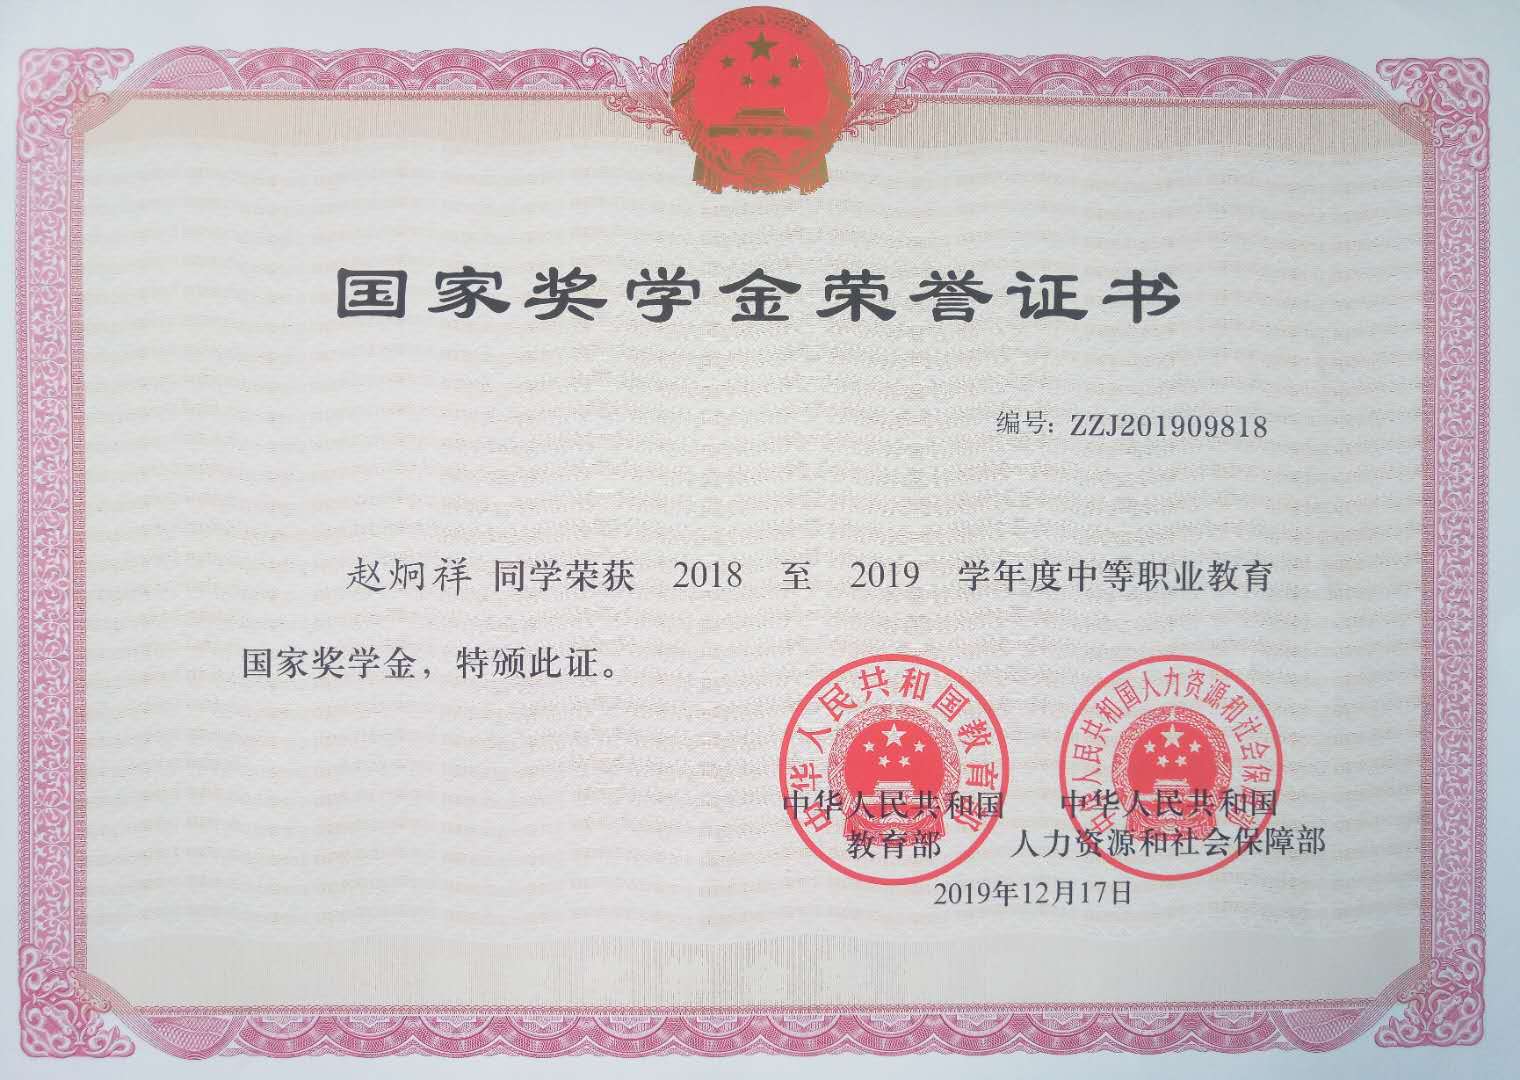 国家奖学金荣誉证书
编号：ZZJ201909818
赵炯祥 同学荣获 2018 至 2019 学年度中等职业教育
国家奖学金，特颁此证。
中华人民共和国教育部
中华人民共和国人力资源和社会保障部
中华人民共和国
教育部
中华人民共和国
人力资源和社会保障部
2019年12月17日